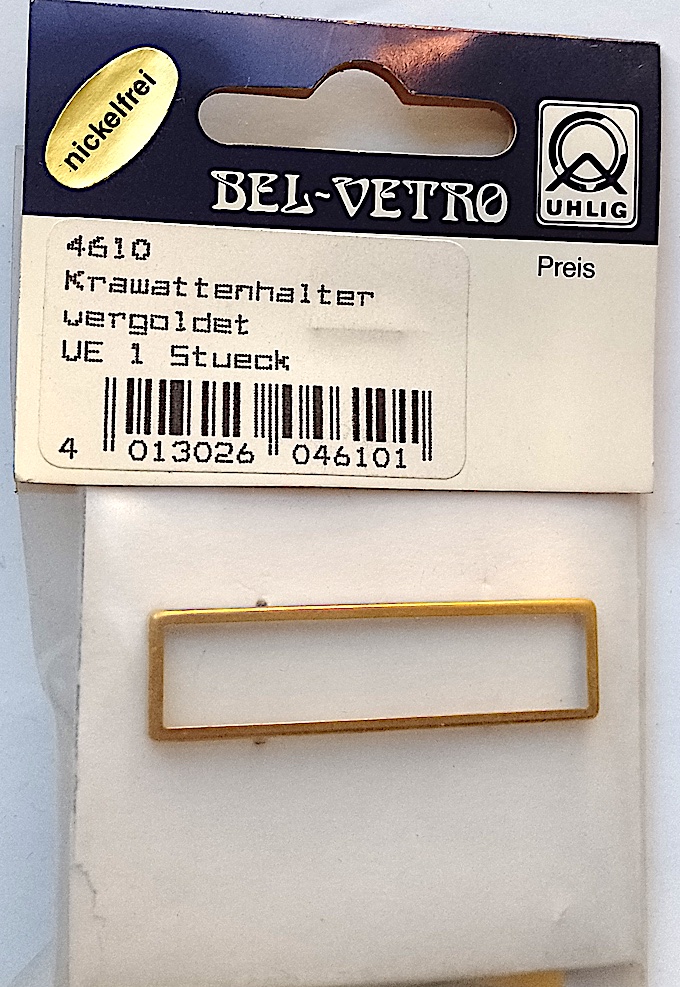 nickelfrei
BEL-VETRO
UHLIG
Preis
4610
Krawattenhalter
vergoldet
VE 1 Stueck
4 013026 046101